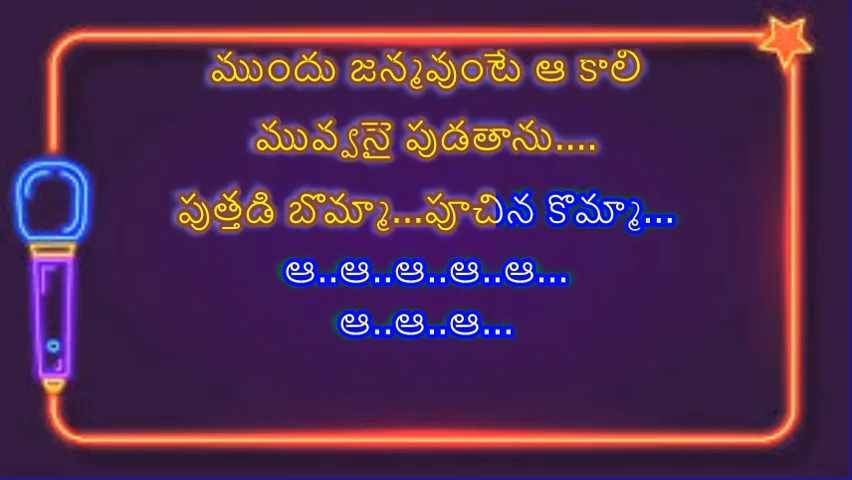 ముందు జన్మవుంటే ఆ కాలి
మువ్వనై పుడతాను....
పుత్తడి బొమ్మా...పూచిన కొమ్మా...
ఆ..ఆ..ఆ..ఆ..ఆ...
ఆ..ఆ..ఆ...